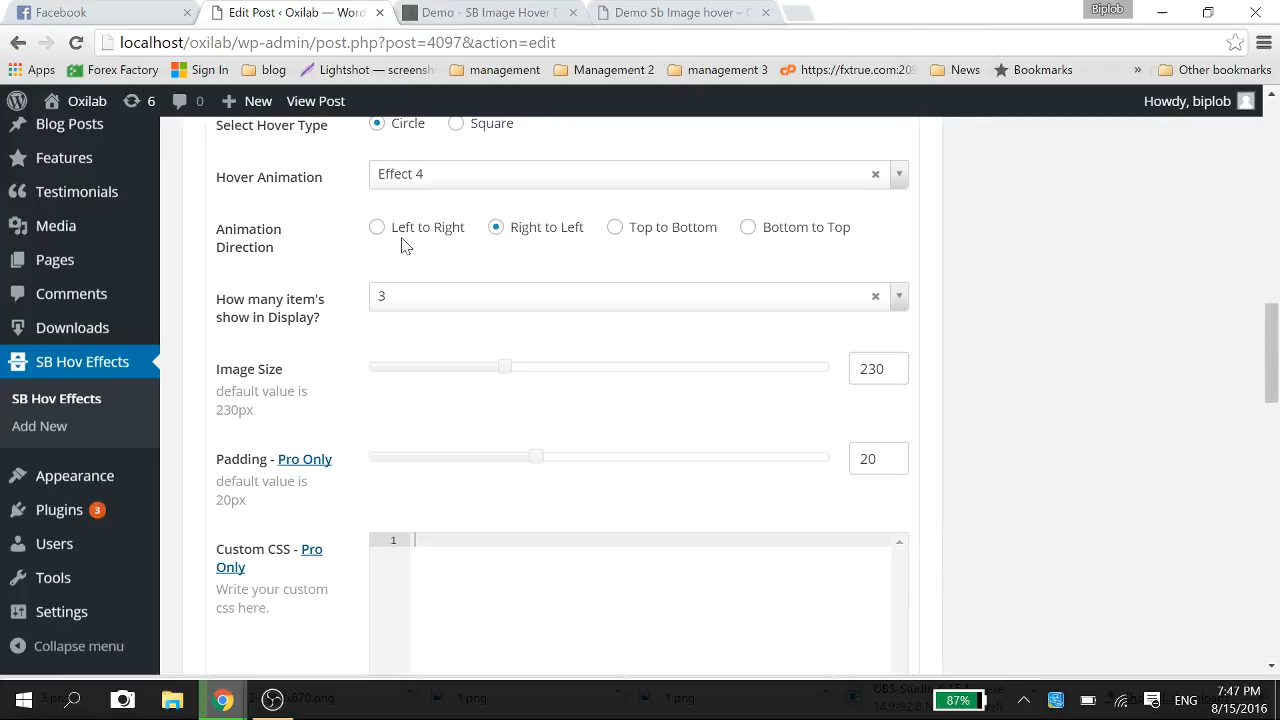 Facebook
Edit Post ‹ Oxilab — Word
Demo - SB Image Hover E
Demo Sb Image hover – C
Biplob
localhost/oxilab/wp-admin/post.php?post=4097&action=edit
Apps
Forex Factory
Sign In
blog
Lightshot — screensh
management
Management 2
management 3
https://fxtrue.com:209
News
Bookmarks
»
Other bookmarks
Oxilab
6
0
New
View Post
Howdy, biplob
Blog Posts
Features
Testimonials
Media
Pages
Comments
Downloads
SB Hov Effects
SB Hov Effects
Add New
Appearance
Plugins 3
Users
Tools
Settings
Collapse menu
Select Hover Type
Circle
Square
Hover Animation
Effect 4
Animation
Direction
Left to Right
Right to Left
Top to Bottom
Bottom to Top
How many item's
show in Display?
3
Image Size
default value is
230px
230
Padding - Pro Only
default value is
20px
20
Custom CSS - Pro
Only
Write your custom
css here.
1
3.png
1.png
1.png
87%
ENG
7:47 PM
8/15/2016